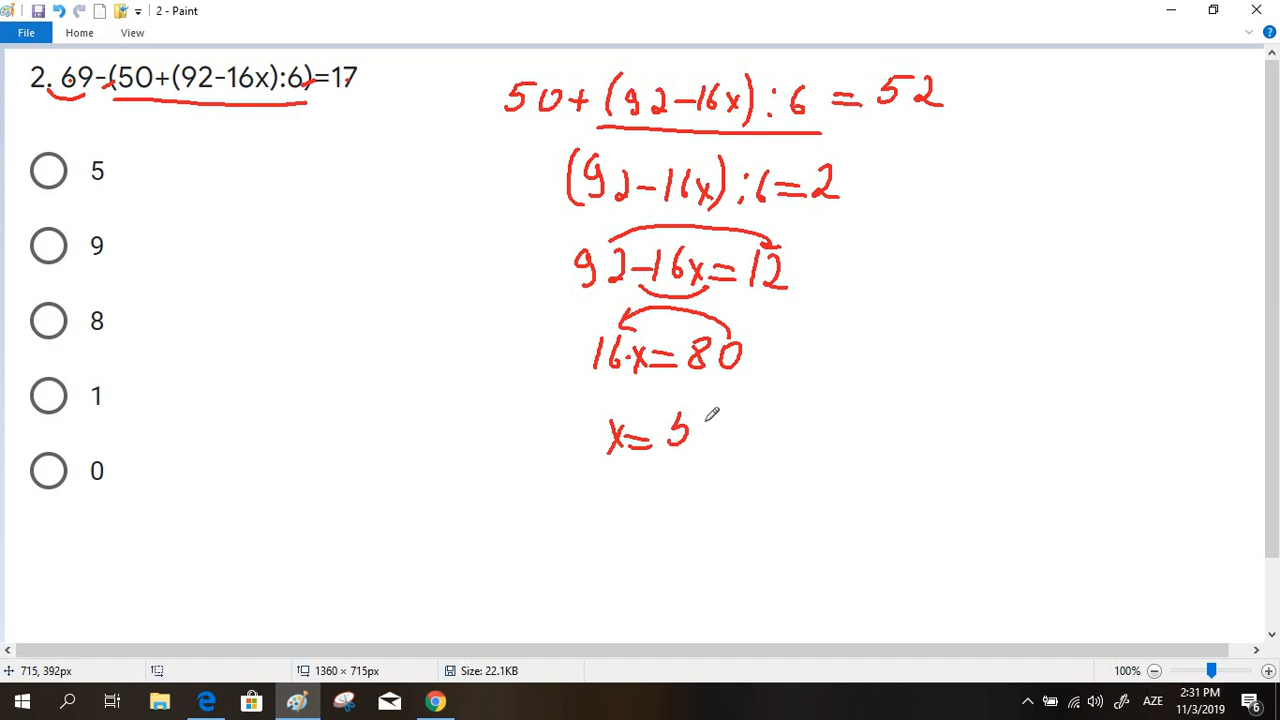 2 - Paint
File Home View
2. 69-(50+(92-16x):6)=17
50+(92-16x):6=52
5
(92-16x):6=2
9
92-16x=12
8
16·x=80
1
x=5
0
715, 392px
1360 × 715px
Size: 22.1KB
100%
AZE
2:31 PM
11/3/2019
6